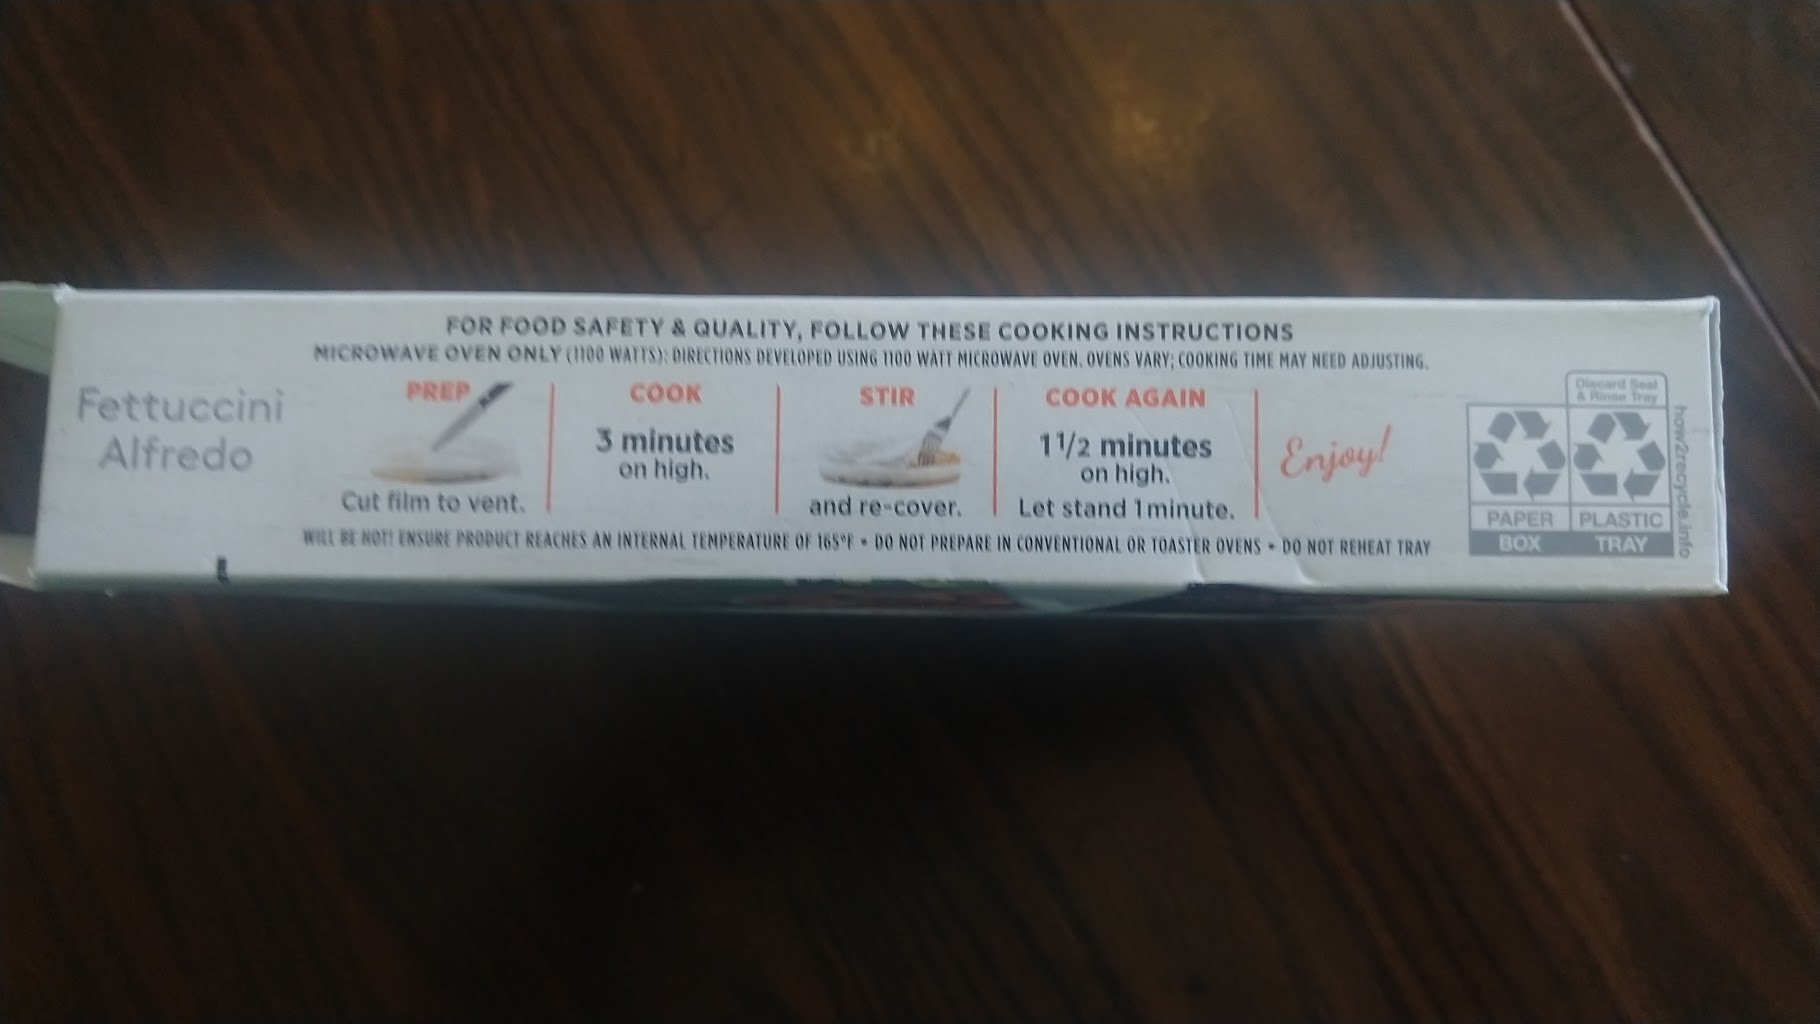 FOR FOOD SAFETY & QUALITY, FOLLOW THESE COOKING INSTRUCTIONS
MICROWAVE OVEN ONLY (1100 WATTS): DIRECTIONS DEVELOPED USING 1100 WATT MICROWAVE OVEN. OVENS VARY; COOKING TIME MAY NEED ADJUSTING.
Fettuccini
Alfredo
PREP
Cut film to vent.
COOK
3 minutes
on high.
STIR
and re-cover.
COOK AGAIN
1 1/2 minutes
on high.
Let stand 1 minute.
Enjoy!
WILL BE HOT! ENSURE PRODUCT REACHES AN INTERNAL TEMPERATURE OF 165°F • DO NOT PREPARE IN CONVENTIONAL OR TOASTER OVENS • DO NOT REHEAT TRAY
Discard Seal
& Rinse Tray
PAPER
BOX
PLASTIC
TRAY
how2recycle.info